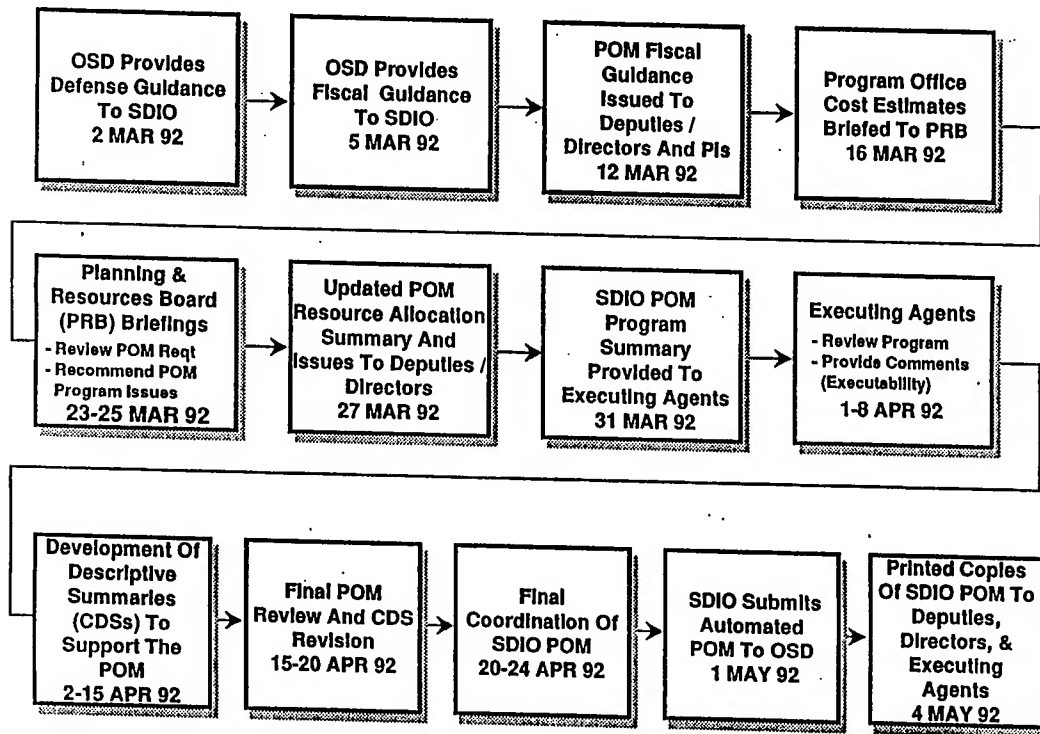 OSD Provides
Defense Guidance
To SDIO
2 MAR 92
OSD Provides
Fiscal Guidance
To SDIO
5 MAR 92
POM Fiscal
Guidance
Issued To
Deputies /
Directors And PIs
12 MAR 92
Program Office
Cost Estimates
Briefed To PRB
16 MAR 92
Planning &
Resources Board
(PRB) Briefings
- Review POM Reqt
- Recommend POM
Program Issues
23-25 MAR 92
Updated POM
Resource Allocation
Summary And
Issues To Deputies /
Directors
27 MAR 92
SDIO POM
Program
Summary
Provided To
Executing Agents
31 MAR 92
Executing Agents
- Review Program
- Provide Comments
(Executability)
1-8 APR 92
Development Of
Descriptive
Summaries
(CDSs) To
Support The
POM
2-15 APR 92
Final POM
Review And CDS
Revision
15-20 APR 92
Final
Coordination Of
SDIO POM
20-24 APR 92
SDIO Submits
Automated
POM To OSD
1 MAY 92
Printed Copies
Of SDIO POM To
Deputies,
Directors, &
Executing
Agents
4 MAY 92